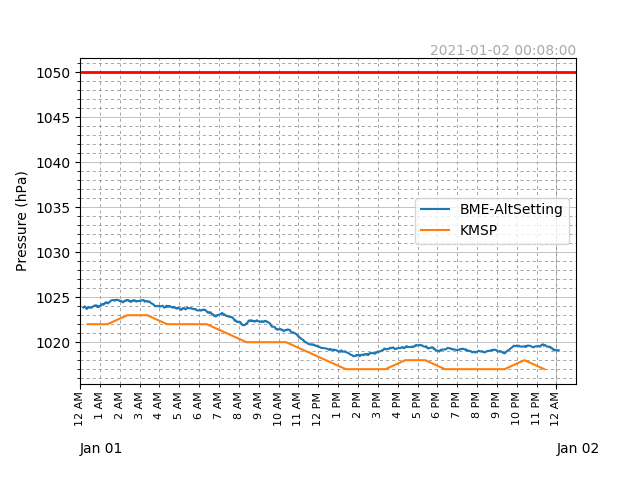 2021-01-02 00:08:00
1050
1045
1040
1035
1030
1025
1020
Pressure (hPa)
BME-AltSetting
KMSP
12 AM
1 AM
2 AM
3 AM
4 AM
5 AM
6 AM
7 AM
8 AM
9 AM
10 AM
11 AM
12 PM
1 PM
2 PM
3 PM
4 PM
5 PM
6 PM
7 PM
8 PM
9 PM
10 PM
11 PM
12 AM
Jan 01
Jan 02